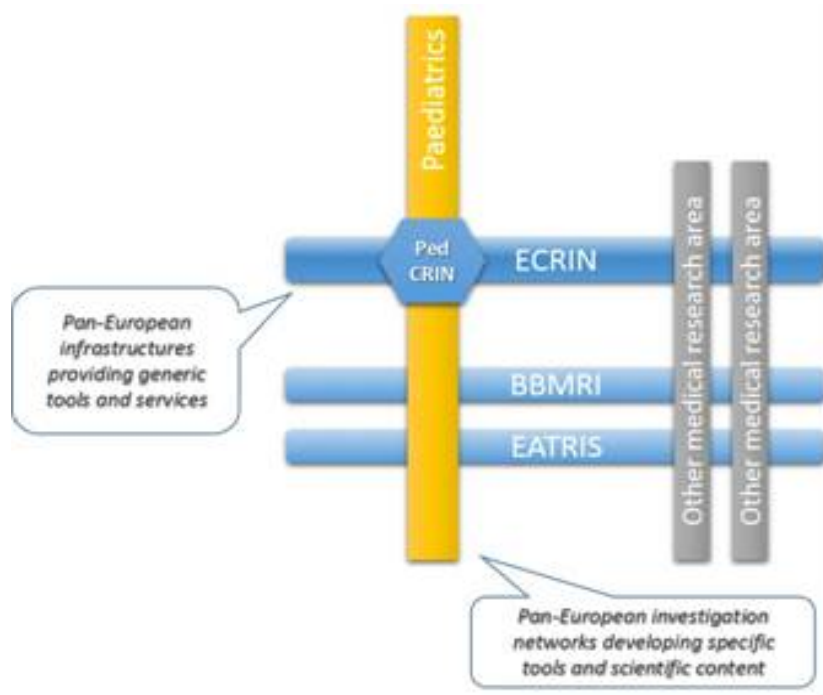 Paediatrics
Ped
CRIN
ECRIN
Pan-European
infrastructures
providing generic
tools and services
BBMRI
EATRIS
Other medical research area
Other medical research area
Pan-European investigation
networks developing specific
tools and scientific content